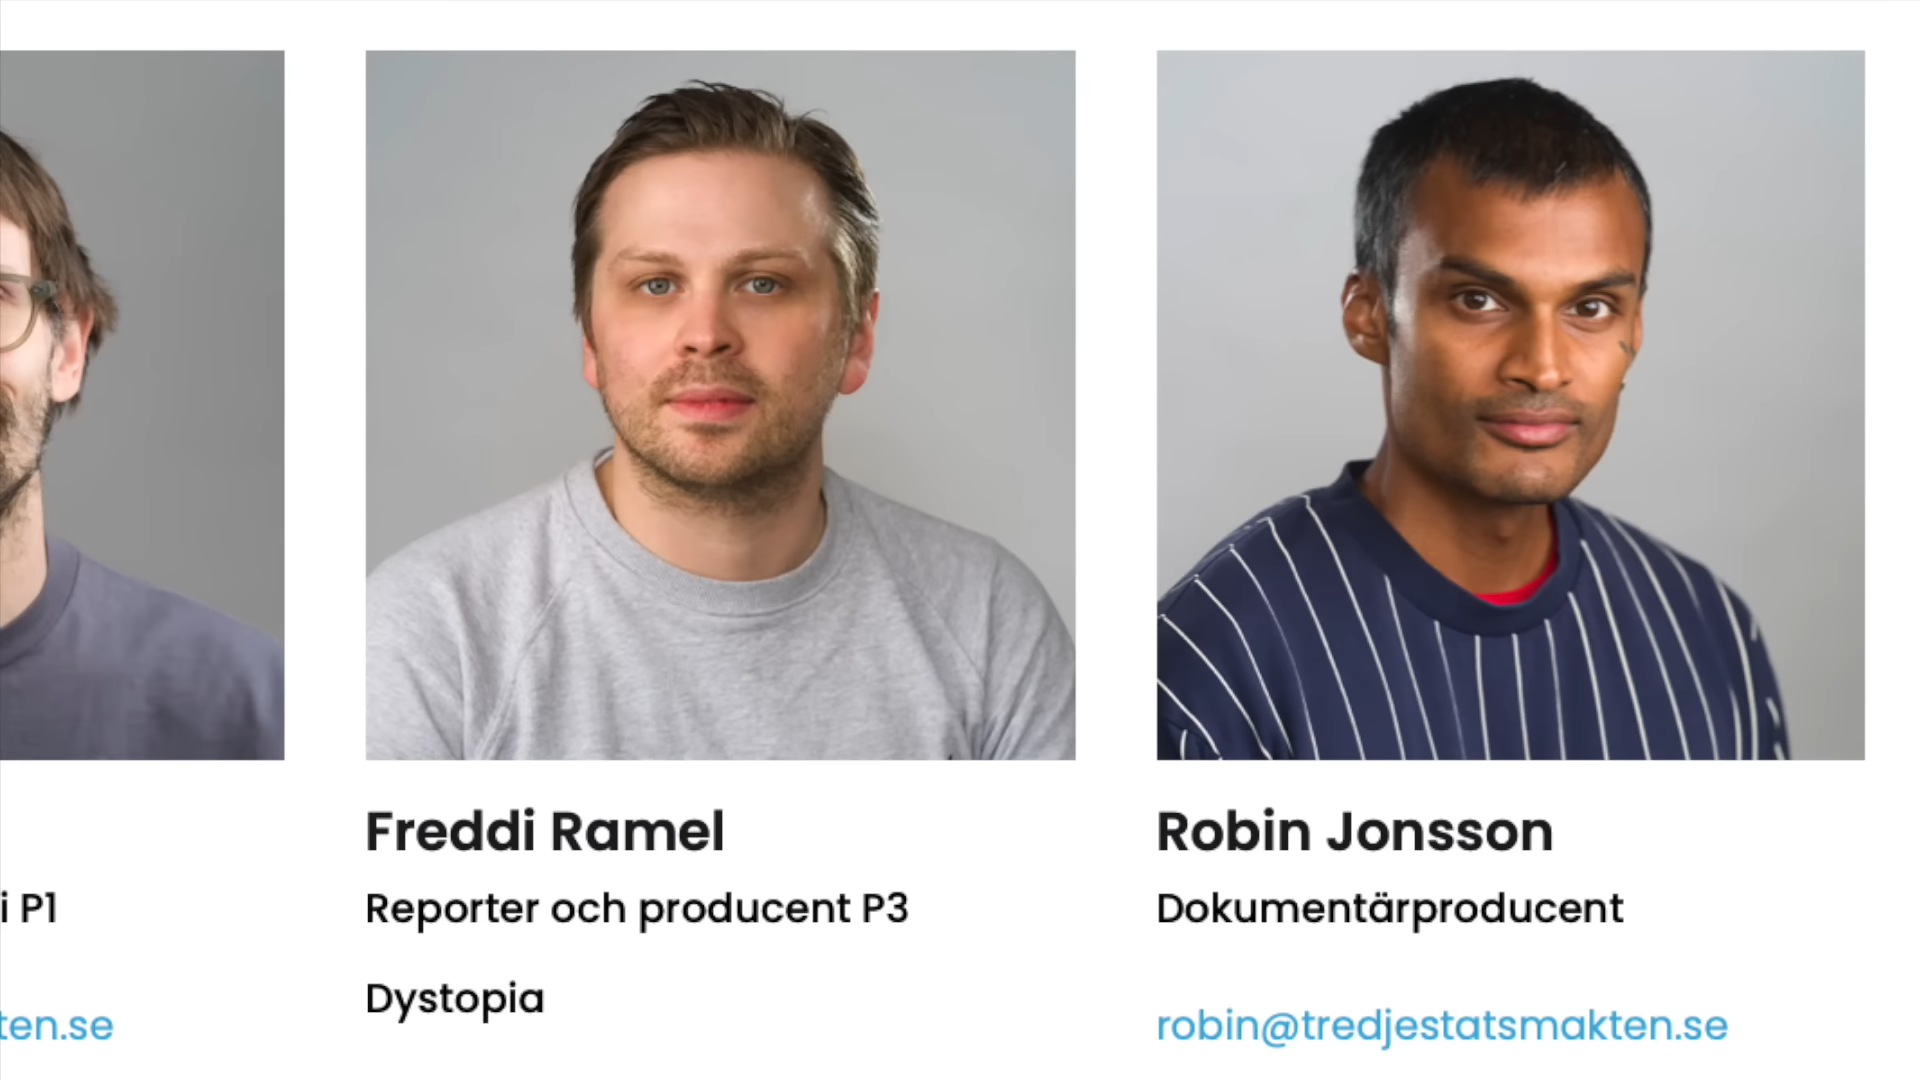 i P1
ten.se
Freddi Ramel
Reporter och producent P3
Dystopia
Robin Jonsson
Dokumentärproducent
robin@tredjestatsmakten.se